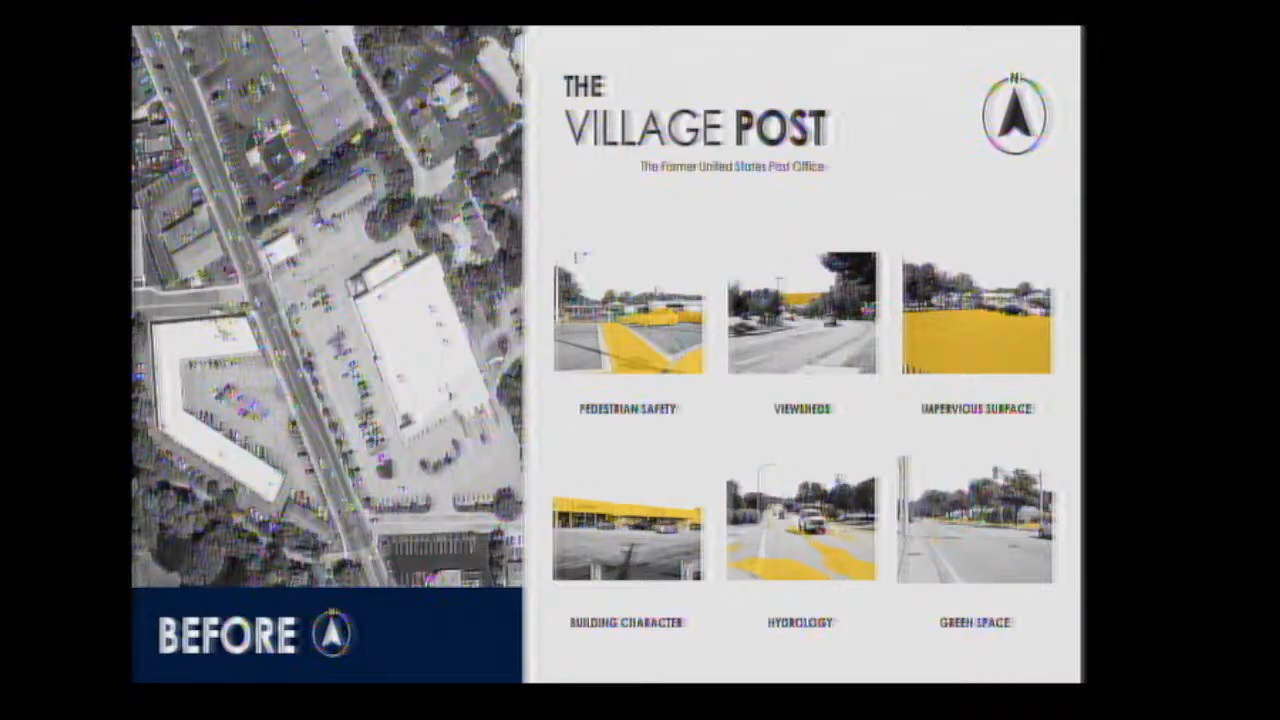 THE
VILLAGE POST
The Former United States Post Office
N
PEDESTRIAN SAFETY
VIEWSHEDS
IMPERVIOUS SURFACE
BUILDING CHARACTER
HYDROLOGY
GREEN SPACE
BEFORE
N